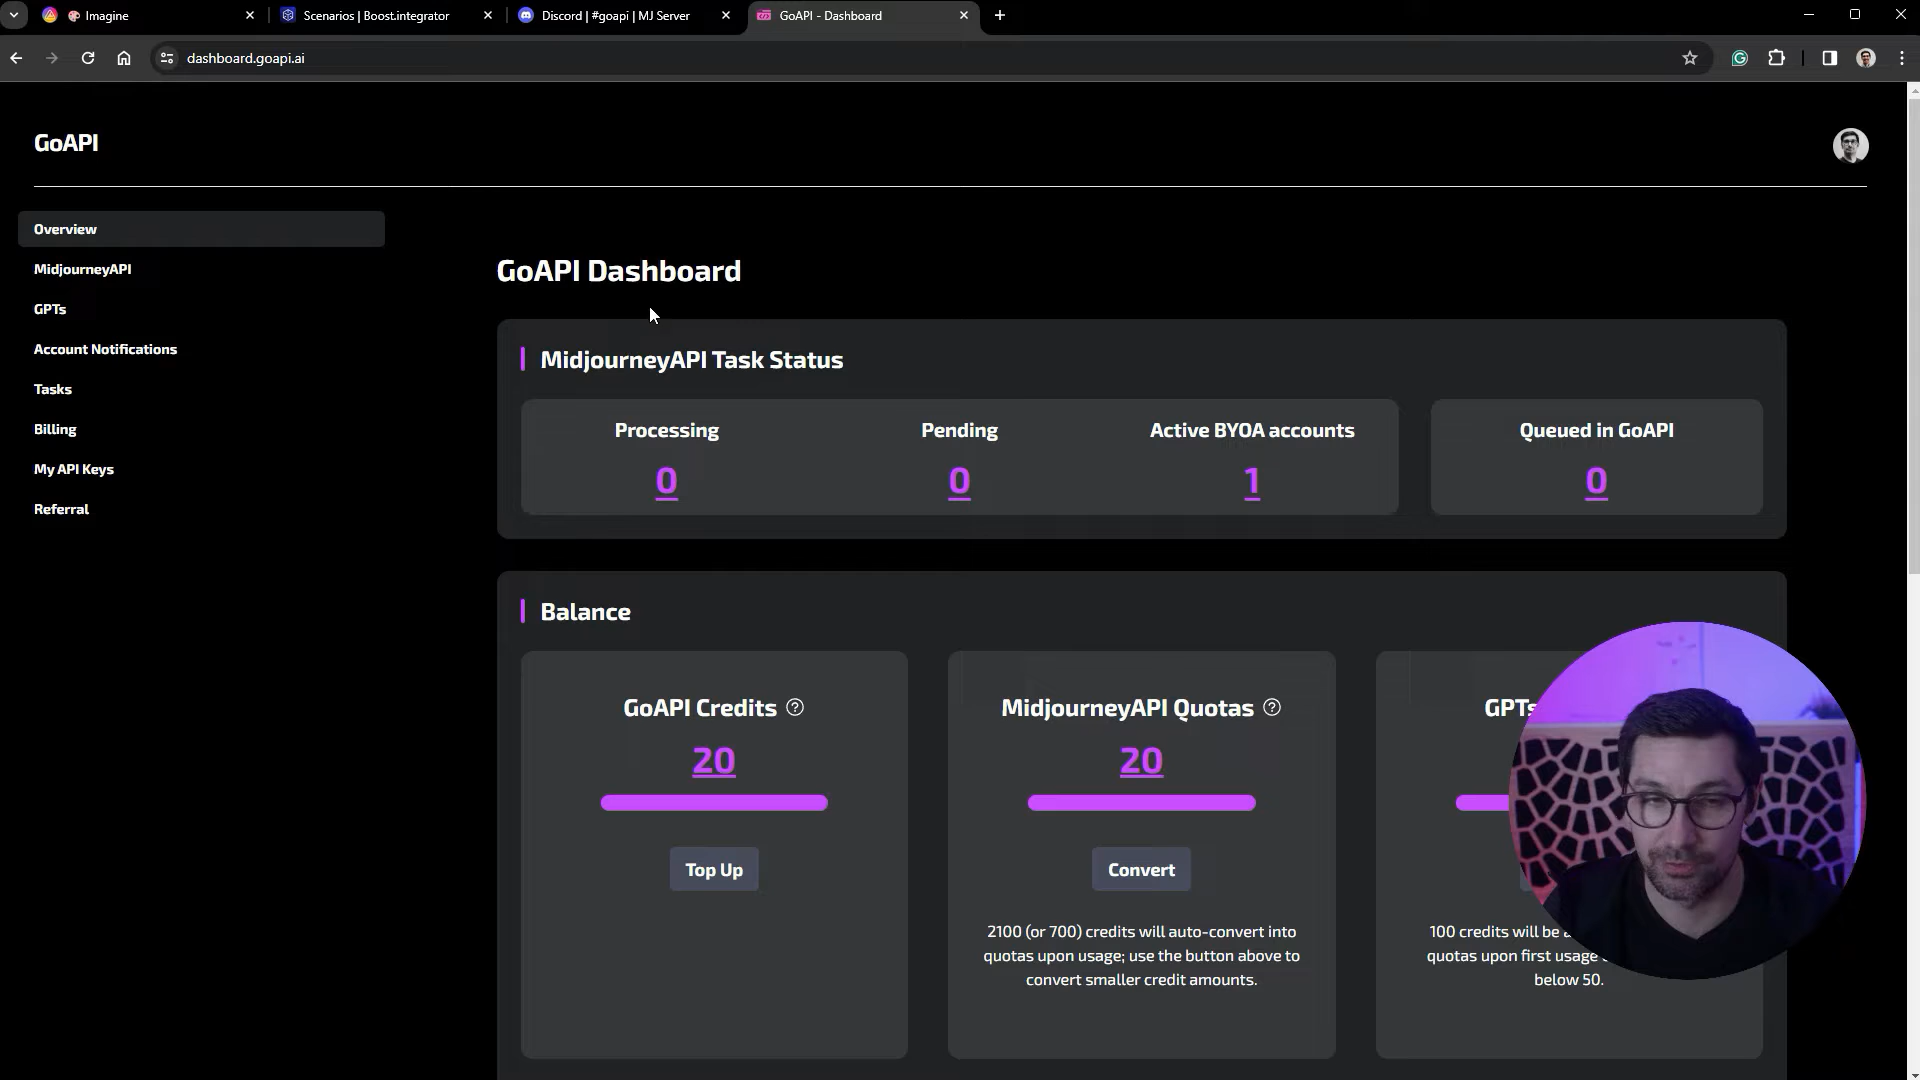 Imagine
Scenarios | Boost.integrator
Discord | #goapi | MJ Server
GoAPI - Dashboard
dashboard.goapi.ai
GoAPI
Overview
MidjourneyAPI
GPTs
Account Notifications
Tasks
Billing
My API Keys
Referral
GoAPI Dashboard
MidjourneyAPI Task Status
Processing
0
Pending
0
Active BYOA accounts
1
Queued in GoAPI
0
Balance
GoAPI Credits
20
Top Up
MidjourneyAPI Quotas
20
Convert
2100 (or 700) credits will auto-convert into
quotas upon usage; use the button above to
convert smaller credit amounts.
GPTs
100 credits will be
quotas upon first usage
below 50.